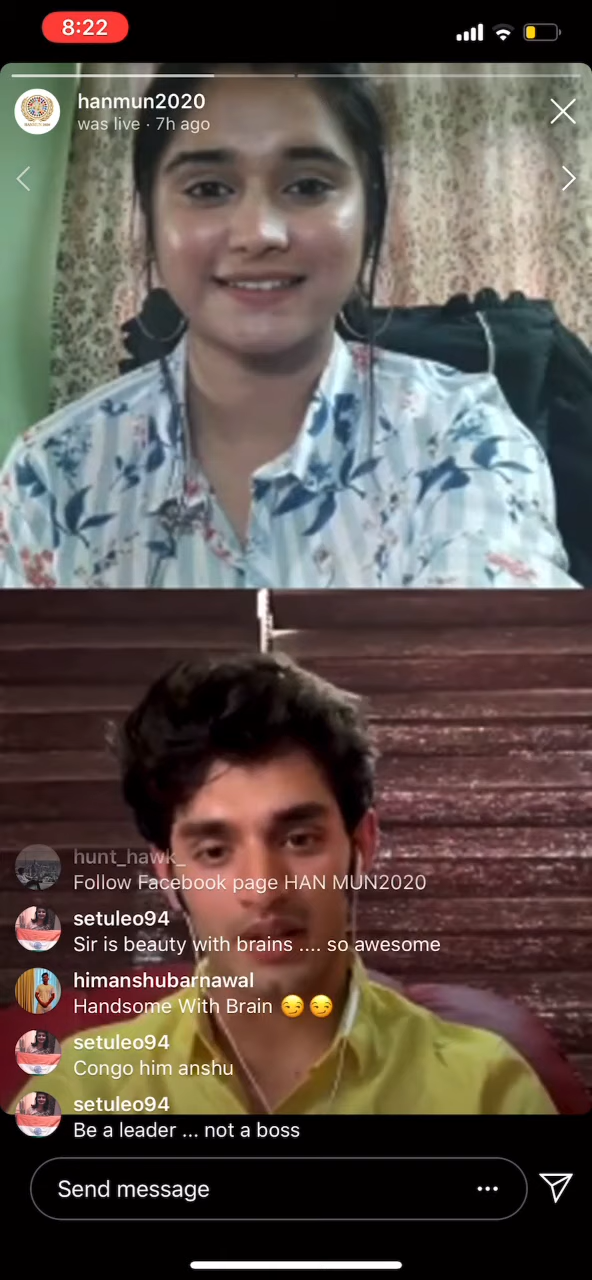 8:22
hanmun2020
was live · 7h ago
hunt_hawk_
Follow Facebook page HAN MUN2020
setuleo94
Sir is beauty with brains .... so awesome
himanshubarnawal
Handsome With Brain 😏😏
setuleo94
Congo him anshu
setuleo94
Be a leader ... not a boss
Send message